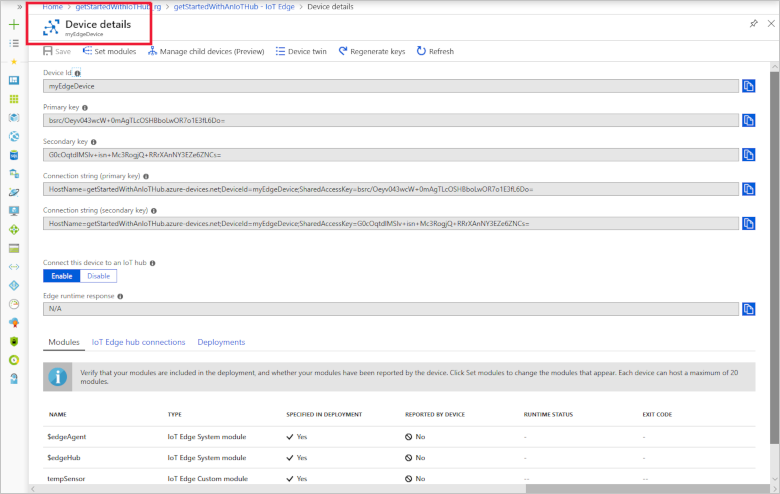 Home > getStartedWithIoTHub.rg > getStartedWithAnIoTHub - IoT Edge > Device details
Device details
myEdgeDevice
Save Set modules Manage child devices (Preview) Device twin Regenerate keys Refresh
Device Id
myEdgeDevice
Primary key
bsrc/Oeyv043wcW+0mAgTLcOSHBboLwOR7o1E3fL6Do=
Secondary key
G0cOqtdlMSlv+isn+Mc3RogjQ+RRrXAnNY3EZe6ZNCs=
Connection string (primary key)
HostName=getStartedWithAnIoTHub.azure-devices.net;DeviceId=myEdgeDevice;SharedAccessKey=bsrc/Oeyv043wcW+0mAgTLcOSHBboLwOR7o1E3fL6Do=
Connection string (secondary key)
HostName=getStartedWithAnIoTHub.azure-devices.net;DeviceId=myEdgeDevice;SharedAccessKey=G0cOqtdlMSlv+isn+Mc3RogjQ+RRrXAnNY3EZe6ZNCs=
Connect this device to an IoT hub
Enable Disable
Edge runtime response
N/A
Modules IoT Edge hub connections Deployments
Verify that your modules are included in the deployment, and whether your modules have been reported by the device. Click Set modules to change the modules that appear. Each device can host a maximum of 20
modules.
NAME TYPE SPECIFIED IN DEPLOYMENT REPORTED BY DEVICE RUNTIME STATUS EXIT CODE
$edgeAgent IoT Edge System module Yes No - -
$edgeHub IoT Edge System module Yes No - -
tempSensor IoT Edge Custom module Yes No - -